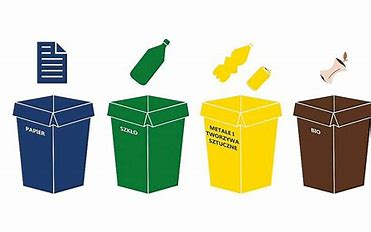 PAPIER
SZKŁO
METALE I
TWORZYWA
SZTUCZNE
BIO